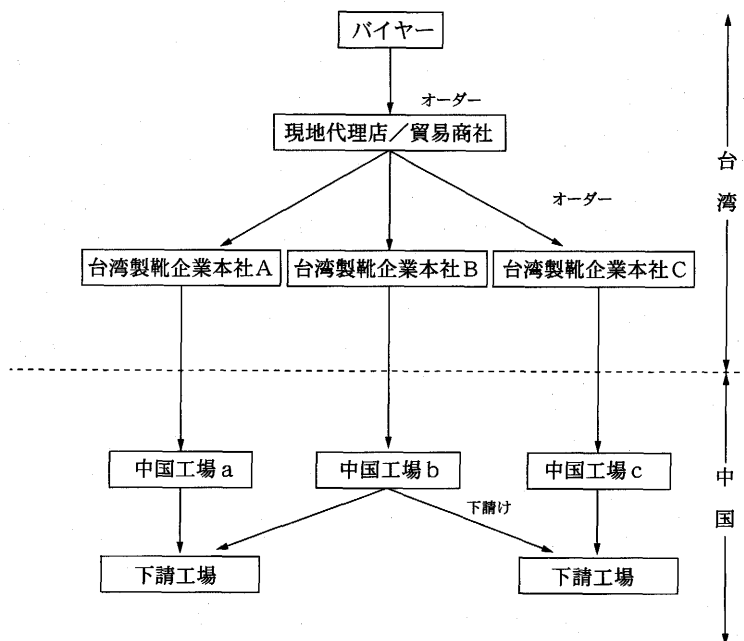 バイヤー
オーダー
現地代理店／貿易商社
オーダー
台湾製靴企業本社A
台湾製靴企業本社B
台湾製靴企業本社C
台湾
中国工場a
中国工場b
中国工場c
下請け
下請工場
下請工場
中国